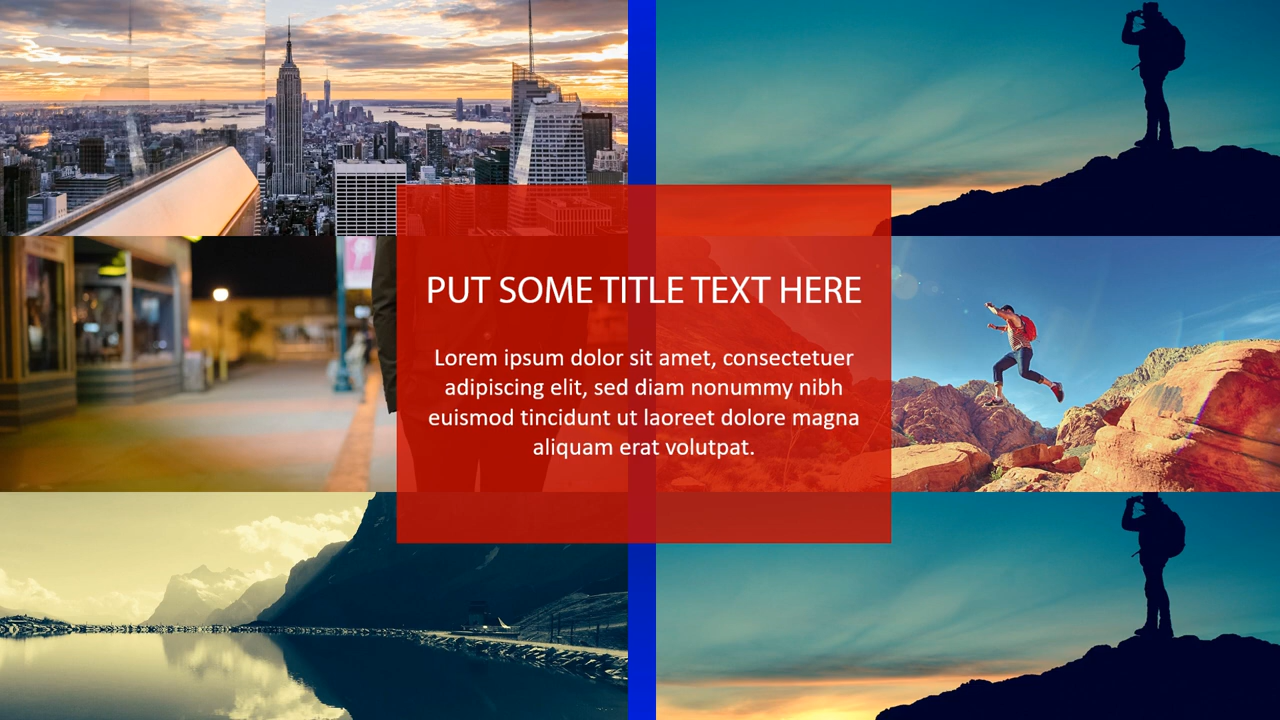 PUT SOME TITLE TEXT HERE
Lorem ipsum dolor sit amet, consectetuer
adipiscing elit, sed diam nonummy nibh
euismod tincidunt ut laoreet dolore magna
aliquam erat volutpat.